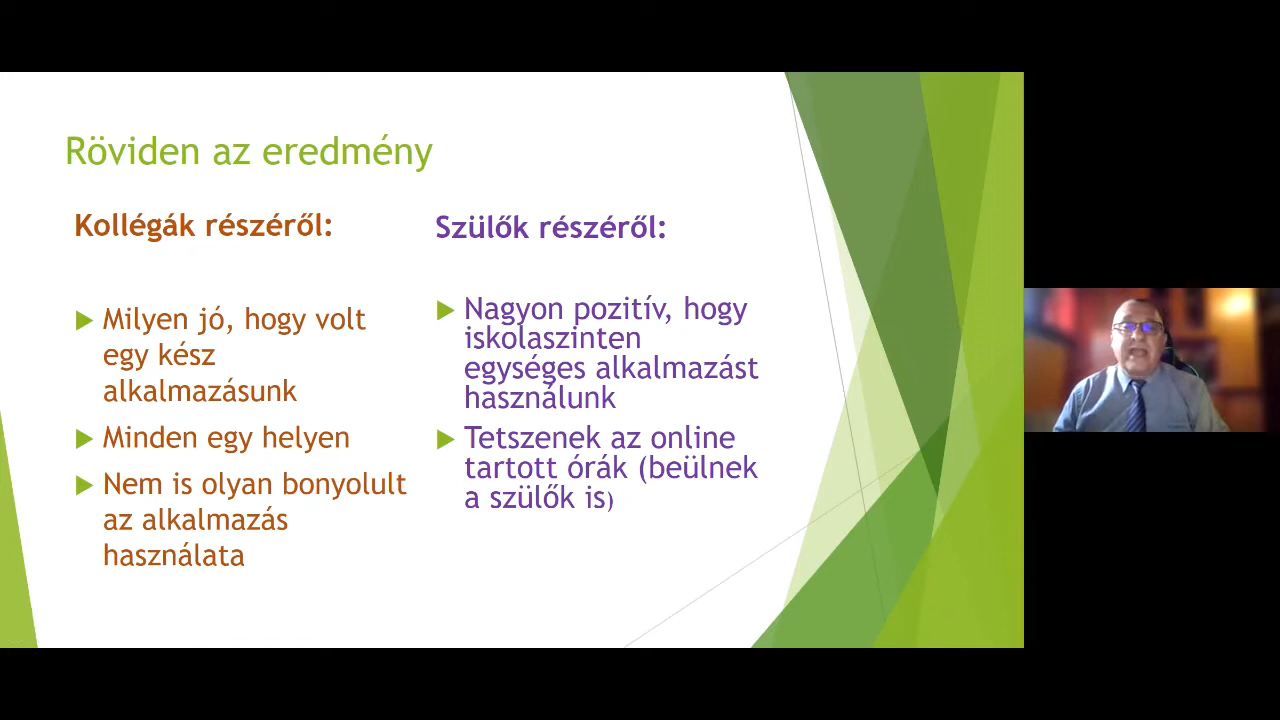 Röviden az eredmény
Kollégák részéről:
Milyen jó, hogy volt
egy kész
alkalmazásunk
Minden egy helyen
Nem is olyan bonyolult
az alkalmazás
használata
Szülők részéről:
Nagyon pozitív, hogy
iskolaszinten
egységes alkalmazást
használunk
Tetszenek az online
tartott órák (beülnek
a szülők is)